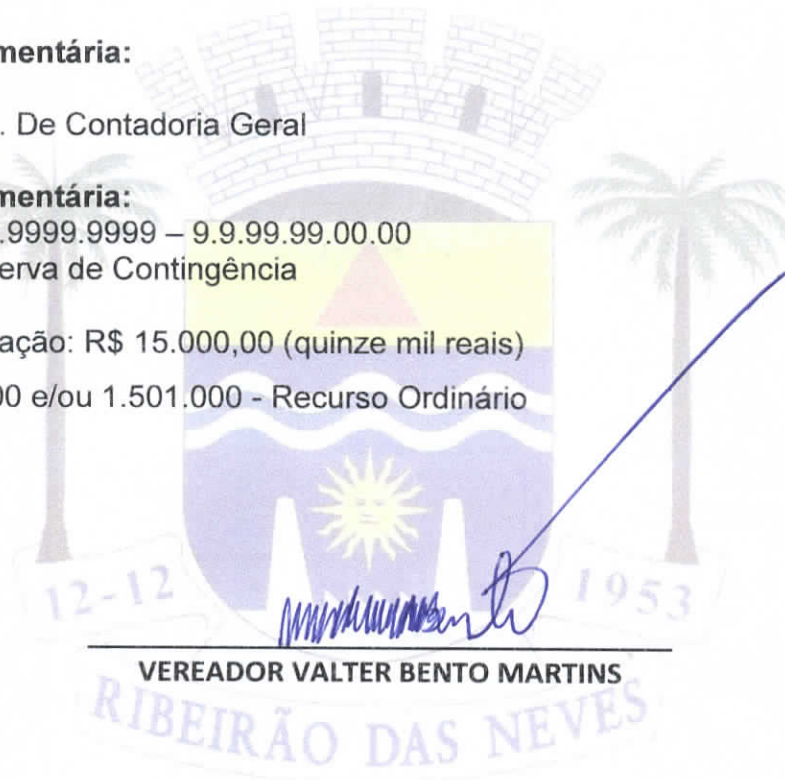 mentária:
. De Contadoria Geral
mentária:
.9999.9999 – 9.9.99.99.00.00
erva de Contingência
ação: R$ 15.000,00 (quinze mil reais)
00 e/ou 1.501.000 - Recurso Ordinário
12-12
1953
VEREADOR VALTER BENTO MARTINS
RIBEIRÃO DAS NEVES